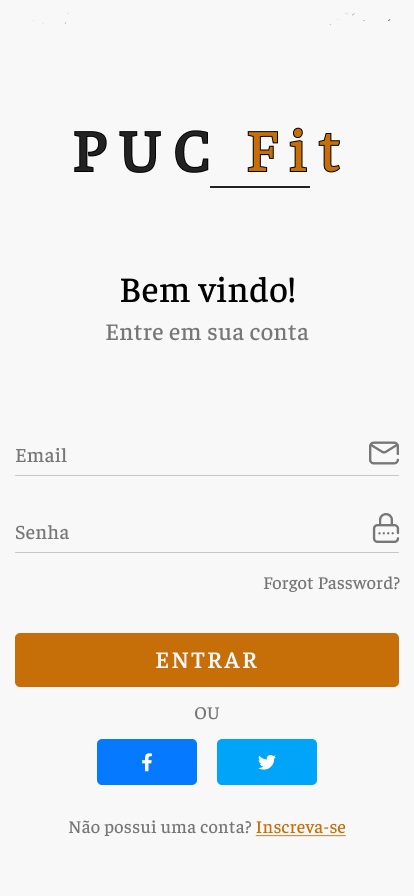 PUC Fit
Bem vindo!
Entre em sua conta
Email
Senha
Forgot Password?
ENTRAR
OU
Não possui uma conta? Inscreva-se